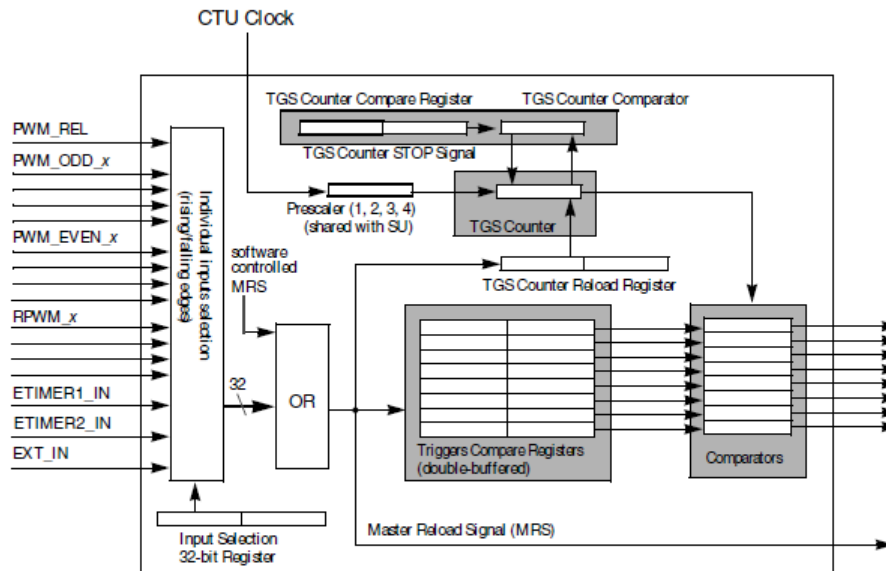 CTU Clock
TGS Counter Compare Register
TGS Counter Comparator
PWM_REL
TGS Counter STOP Signal
PWM_ODD_x
Prescaler (1, 2, 3, 4)
(shared with SU)
TGS Counter
PWM_EVEN_x
Individual inputs selection
(rising/falling edges)
software
controlled
MRS
TGS Counter Reload Register
RPWM_x
32
OR
ETIMER1_IN
ETIMER2_IN
EXT_IN
Triggers Compare Registers
(double-buffered)
Comparators
Master Reload Signal (MRS)
Input Selection
32-bit Register